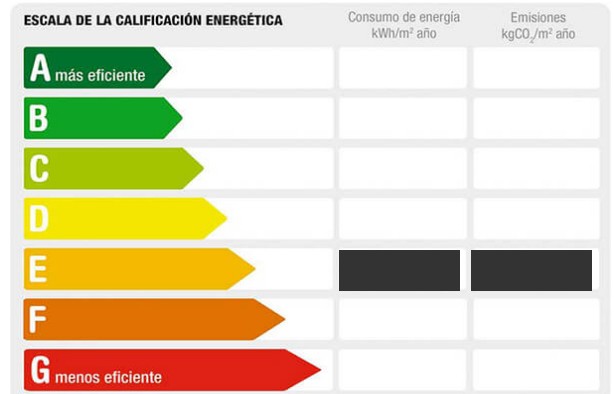 ESCALA DE LA CALIFICACIÓN ENERGÉTICA
Consumo de energía
kWh/m² año
Emisiones
kgCO₂/m² año
A más eficiente
B
C
D
E
F
G menos eficiente